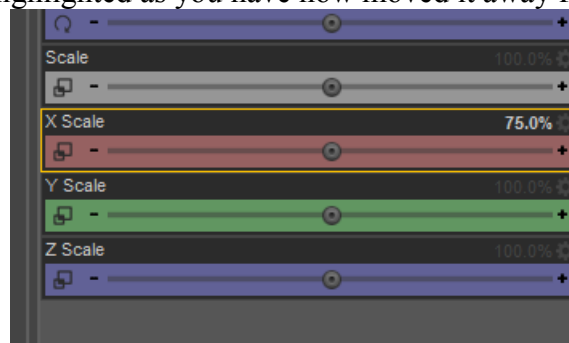 highlighted as you have now moved it away
- +
Scale 100.0%
- +
X Scale 75.0%
- +
Y Scale 100.0%
- +
Z Scale 100.0%
- +